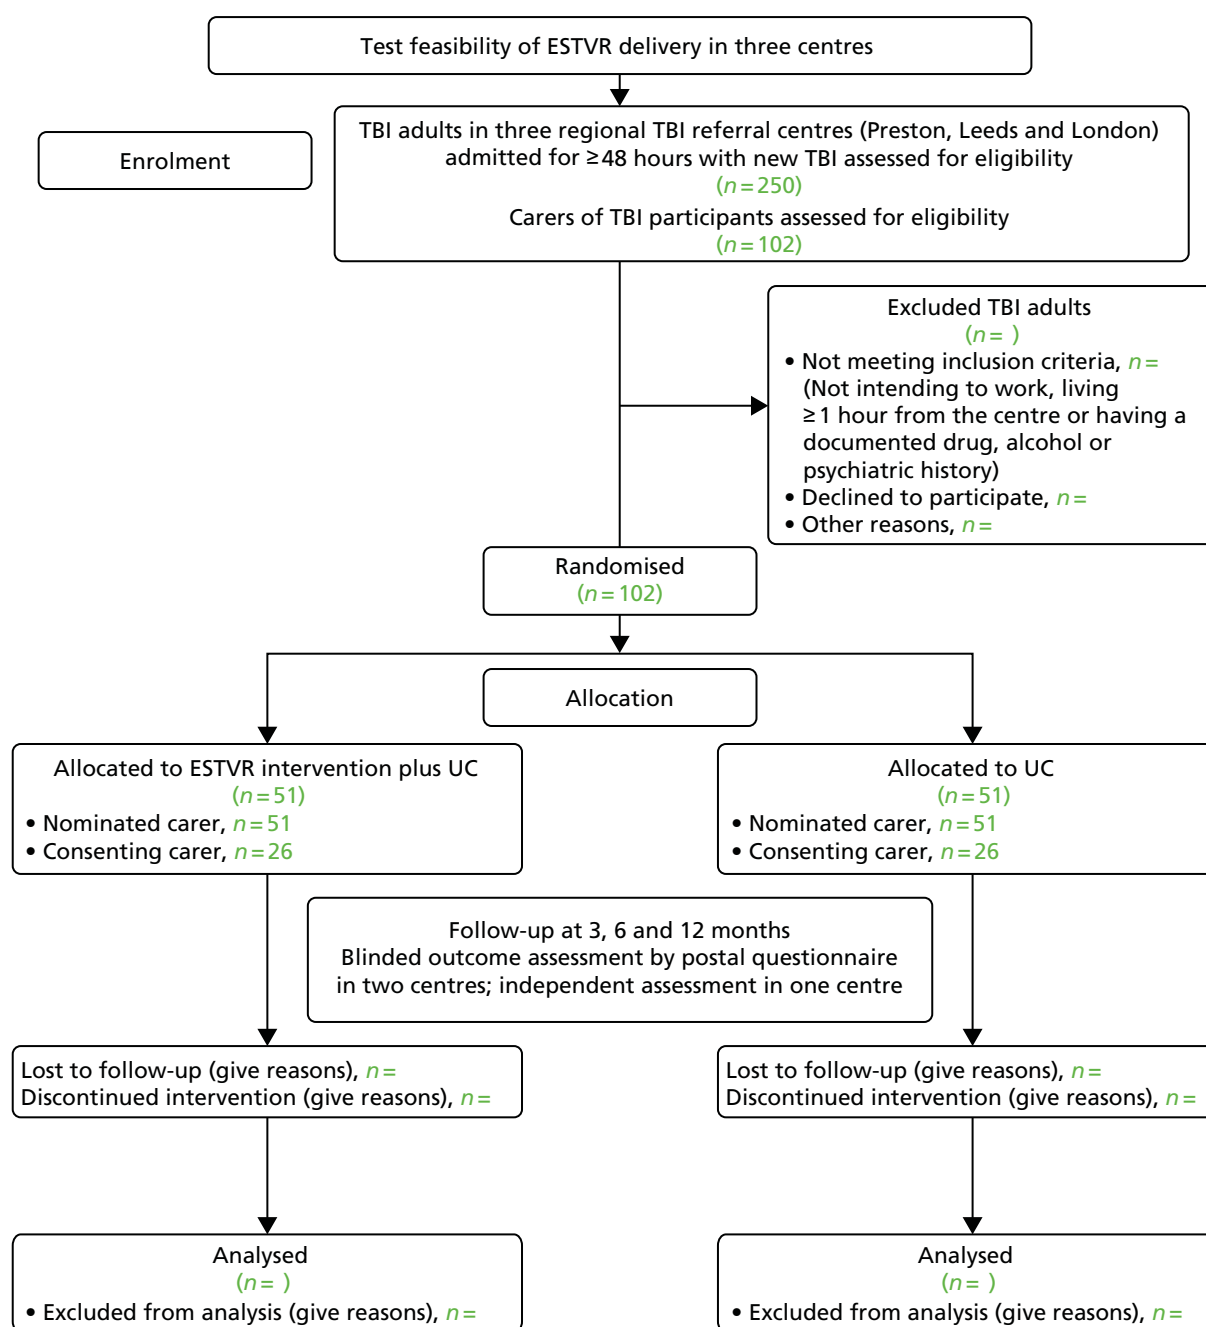 Test feasibility of ESTVR delivery in three centres
Enrolment
TBI adults in three regional TBI referral centres (Preston, Leeds and London)
admitted for ≥48 hours with new TBI assessed for eligibility
(n=250)
Carers of TBI participants assessed for eligibility
(n=102)
Excluded TBI adults
(n= )
• Not meeting inclusion criteria, n=
(Not intending to work, living
≥1 hour from the centre or having a
documented drug, alcohol or
psychiatric history)
• Declined to participate, n=
• Other reasons, n=
Randomised
(n=102)
Allocation
Allocated to ESTVR intervention plus UC
(n=51)
• Nominated carer, n=51
• Consenting carer, n=26
Allocated to UC
(n=51)
• Nominated carer, n=51
• Consenting carer, n=26
Follow-up at 3, 6 and 12 months
Blinded outcome assessment by postal questionnaire
in two centres; independent assessment in one centre
Lost to follow-up (give reasons), n=
Discontinued intervention (give reasons), n=
Lost to follow-up (give reasons), n=
Discontinued intervention (give reasons), n=
Analysed
(n= )
• Excluded from analysis (give reasons), n=
Analysed
(n= )
• Excluded from analysis (give reasons), n=